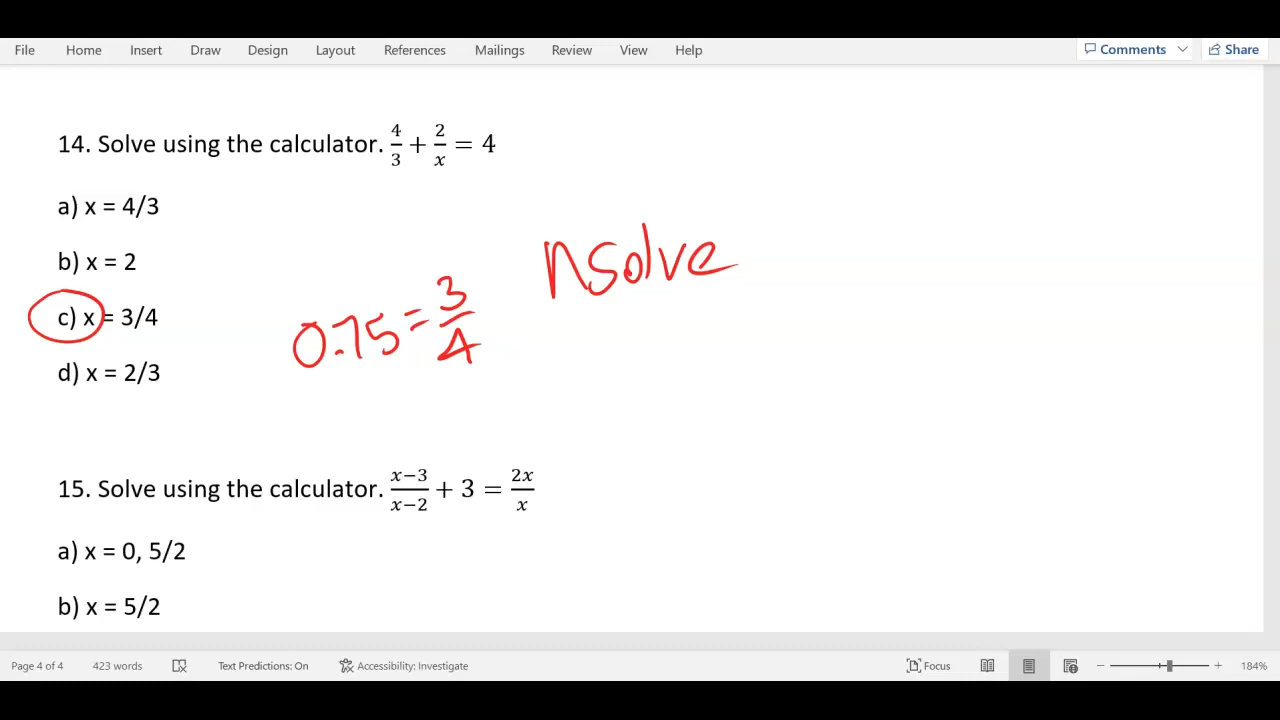 File Home Insert Draw Design Layout References Mailings Review View Help Comments Share
14. Solve using the calculator. 4/3 + 2/x = 4
a) x = 4/3
b) x = 2
nsolve
c) x = 3/4
0.75 = 3/4
d) x = 2/3
15. Solve using the calculator. x−3/x−2 + 3 = 2x/x
a) x = 0, 5/2
b) x = 5/2
Page 4 of 4 423 words Text Predictions: On Accessibility: Investigate Focus 184%